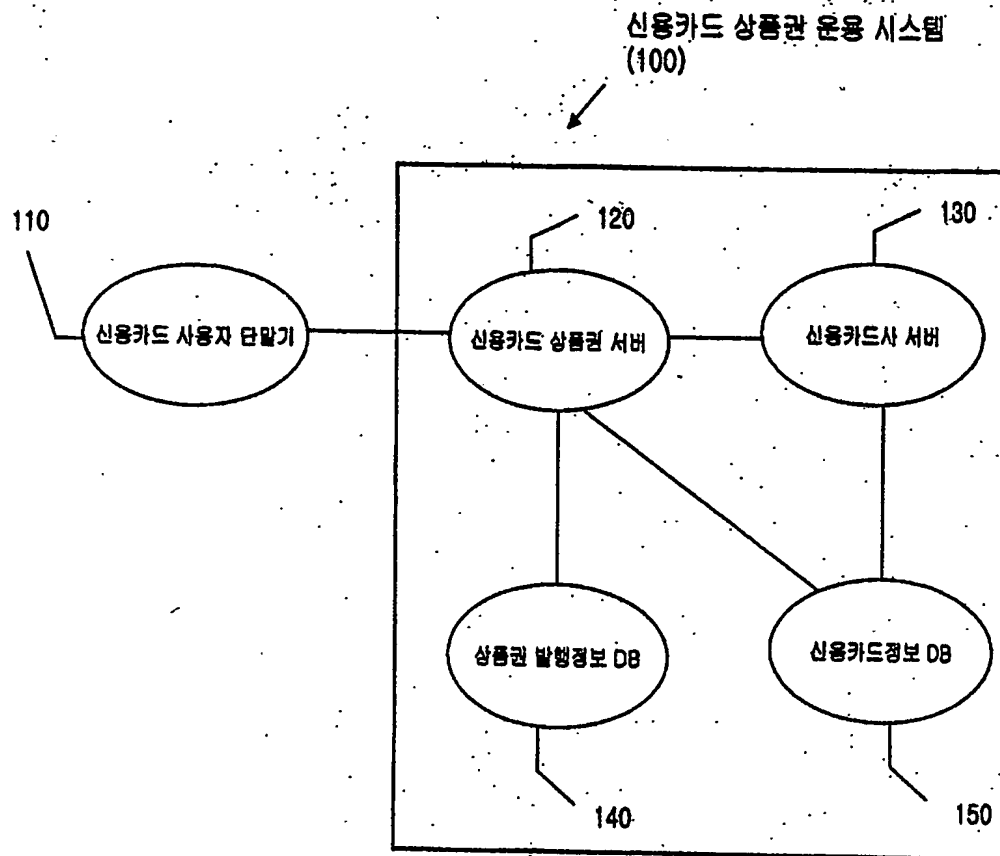 신용카드 상품권 운용 시스템
(100)
110
120
130
신용카드 사용자 단말기
신용카드 상품권 서버
신용카드사 서버
상품권 발행정보 DB
신용카드정보 DB
140
150